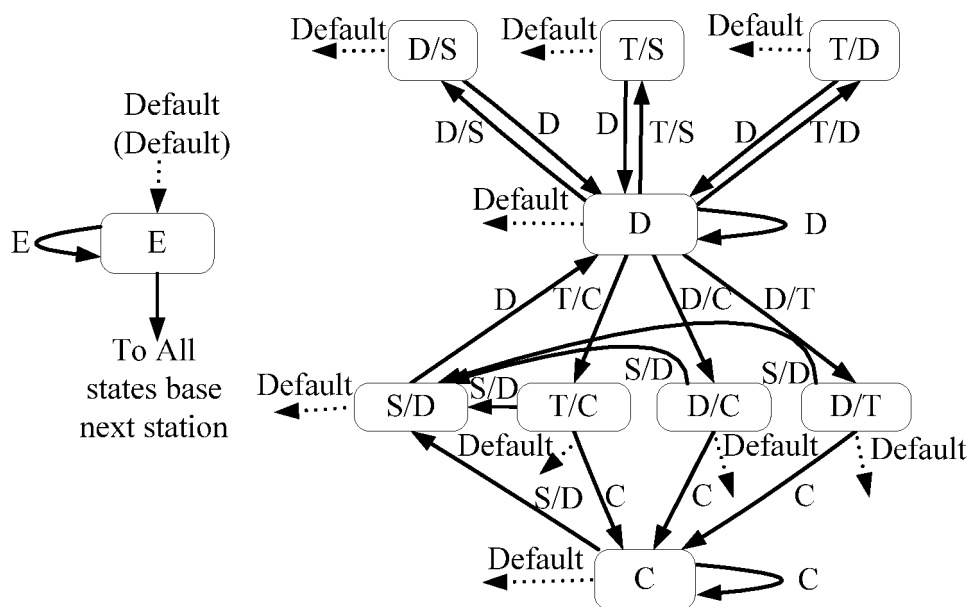 Default
D/S
Default
T/S
Default
T/D
Default
(Default)
D/S
D
D
T/S
D
T/D
Default
D
D
E
E
D
T/C
D/C
D/T
To All
states base
next station
Default
S/D
S/D
T/C
S/D
D/C
S/D
D/T
Default
Default
Default
S/D
C
C
C
Default
C
C